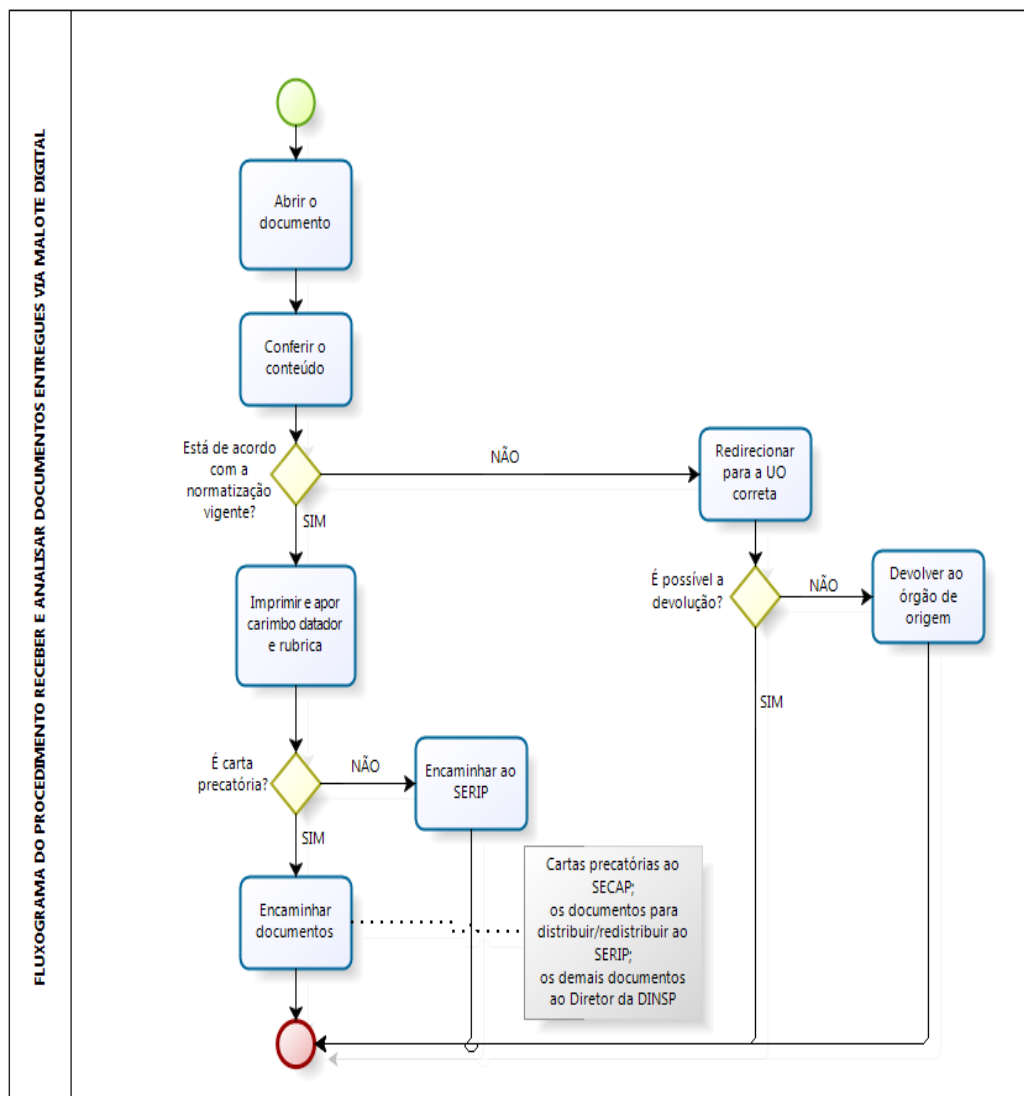 FLUXOGRAMA DO PROCEDIMENTO RECEBER E ANALISAR DOCUMENTOS ENTREGUES VIA MALOTE DIGITAL
Abrir o
documento
Conferir o
conteúdo
Está de acordo
com a
normatização
vigente?
NÃO
SIM
Redirecionar
para a UO
correta
É possível a
devolução?
NÃO
SIM
Devolver ao
órgão de
origem
Imprimir e apor
carimbo datador
e rubrica
É carta
precatória?
NÃO
SIM
Encaminhar ao
SERIP
Encaminhar
documentos
Cartas precatórias ao
SECAP;
os documentos para
distribuir/redistribuir ao
SERIP;
os demais documentos
ao Diretor da DINSP